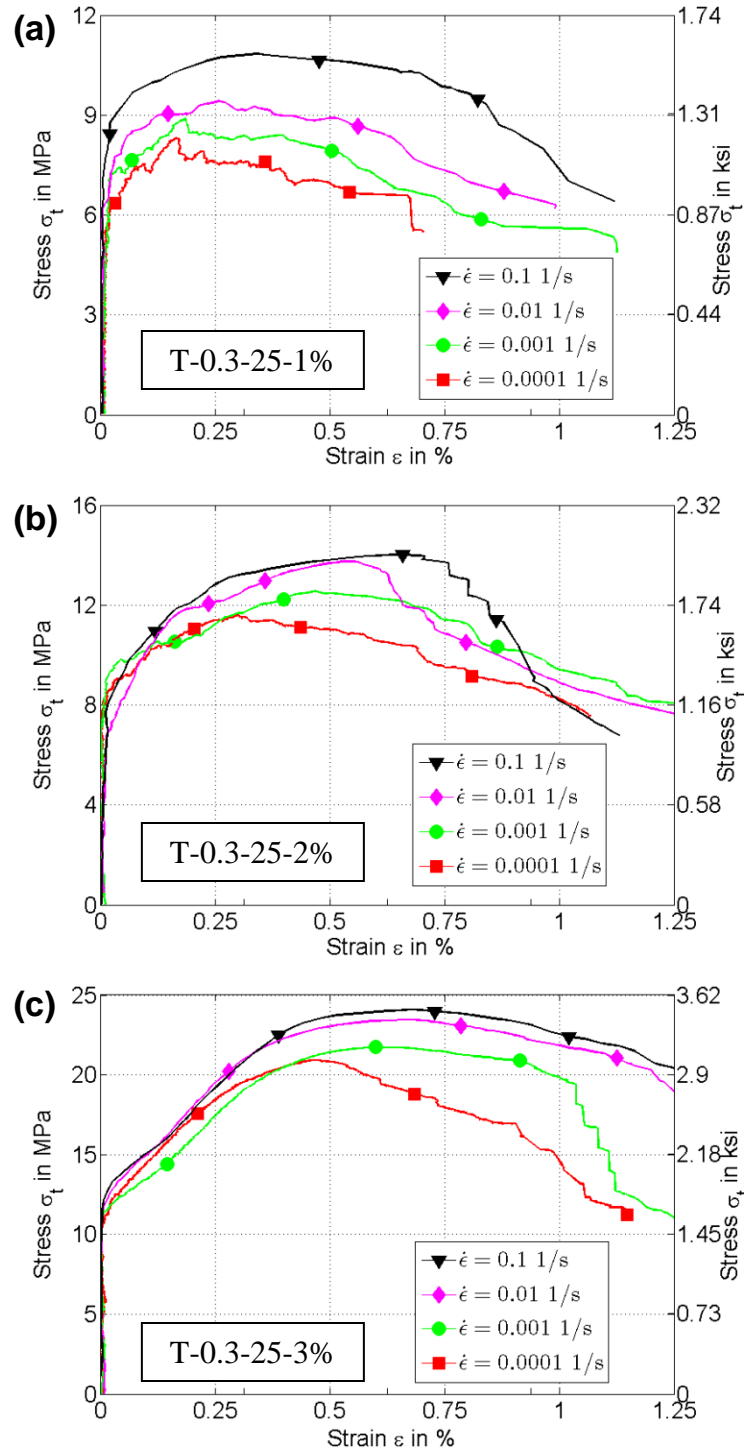 (a)
12
9
6
3
0
Stress σt in MPa
1.74
1.31
0.87
0.44
0
Stress σt in ksi
ϵ̇ = 0.1 1/s
ϵ̇ = 0.01 1/s
ϵ̇ = 0.001 1/s
ϵ̇ = 0.0001 1/s
T-0.3-25-1%
0 0.25 0.5 0.75 1 1.25
Strain ε in %
(b)
16
12
8
4
0
Stress σt in MPa
2.32
1.74
1.16
0.58
0
Stress σt in ksi
ϵ̇ = 0.1 1/s
ϵ̇ = 0.01 1/s
ϵ̇ = 0.001 1/s
ϵ̇ = 0.0001 1/s
T-0.3-25-2%
0 0.25 0.5 0.75 1 1.25
Strain ε in %
(c)
25
20
15
10
5
0
Stress σt in MPa
3.62
2.9
2.18
1.45
0.73
0
Stress σt in ksi
ϵ̇ = 0.1 1/s
ϵ̇ = 0.01 1/s
ϵ̇ = 0.001 1/s
ϵ̇ = 0.0001 1/s
T-0.3-25-3%
0 0.25 0.5 0.75 1 1.25
Strain ε in %